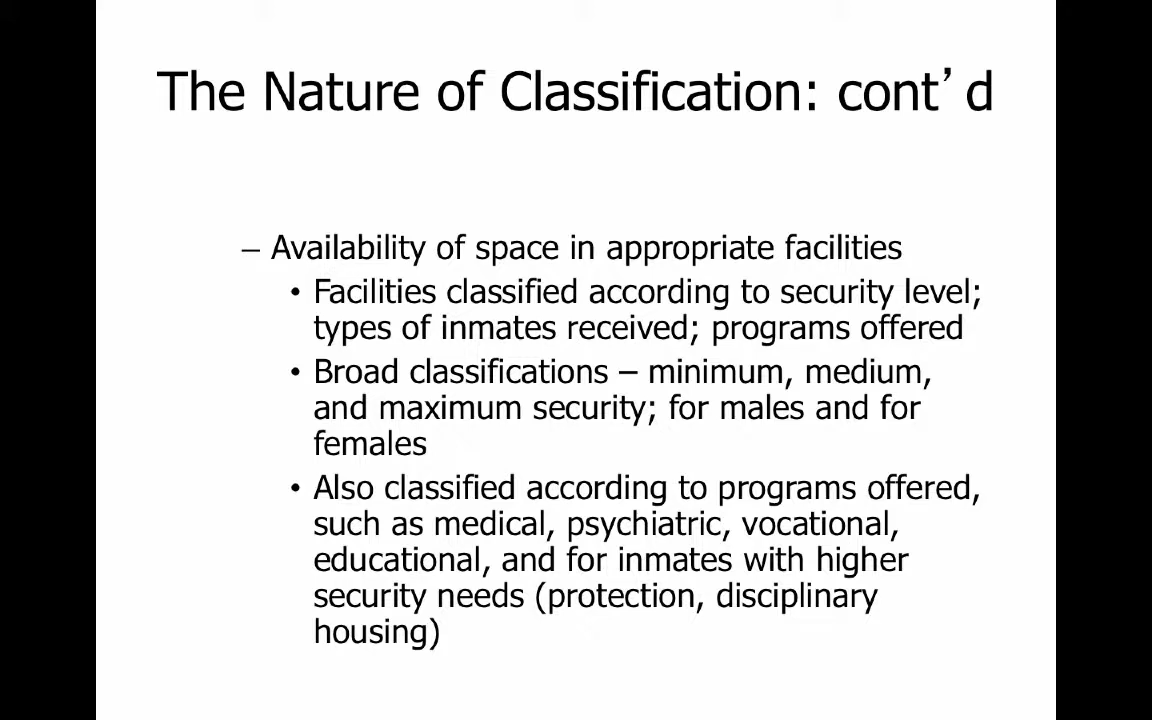 The Nature of Classification: cont’d
– Availability of space in appropriate facilities
• Facilities classified according to security level;
types of inmates received; programs offered
• Broad classifications – minimum, medium,
and maximum security; for males and for
females
• Also classified according to programs offered,
such as medical, psychiatric, vocational,
educational, and for inmates with higher
security needs (protection, disciplinary
housing)